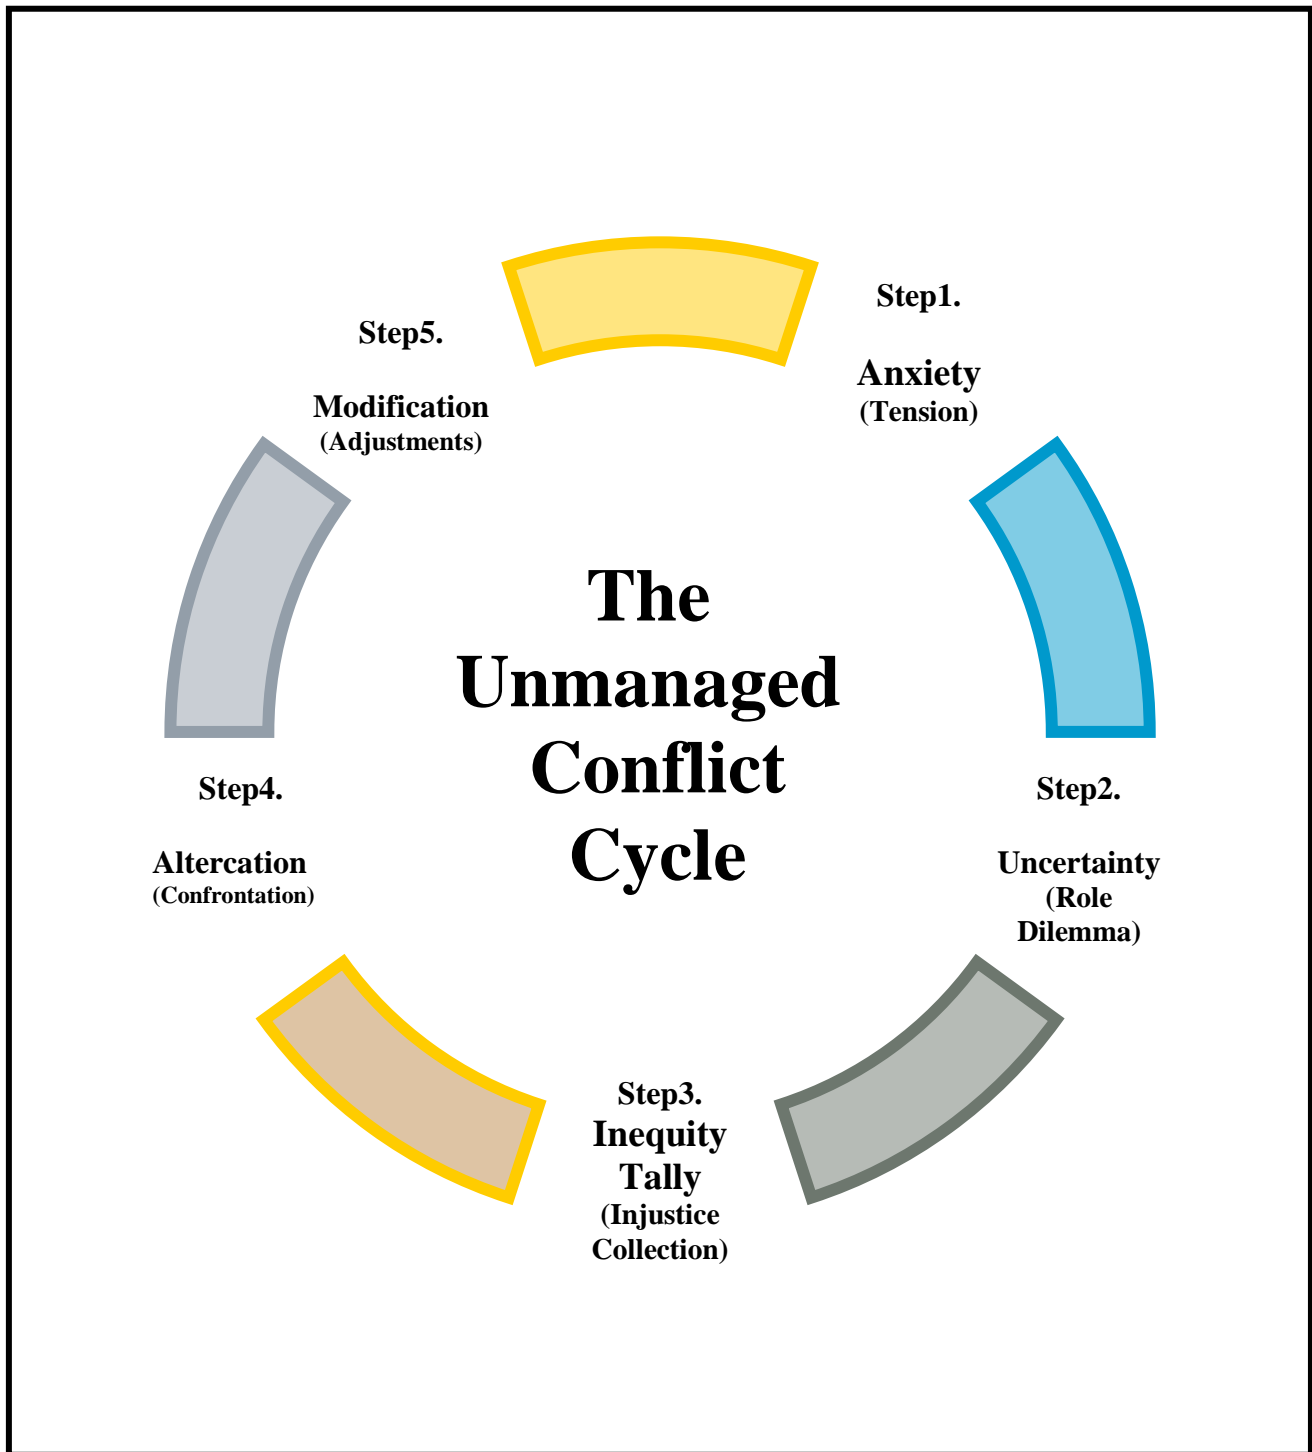 The
Unmanaged
Conflict
Cycle
Step1.
Anxiety
(Tension)
Step2.
Uncertainty
(Role
Dilemma)
Step3.
Inequity
Tally
(Injustice
Collection)
Step4.
Altercation
(Confrontation)
Step5.
Modification
(Adjustments)